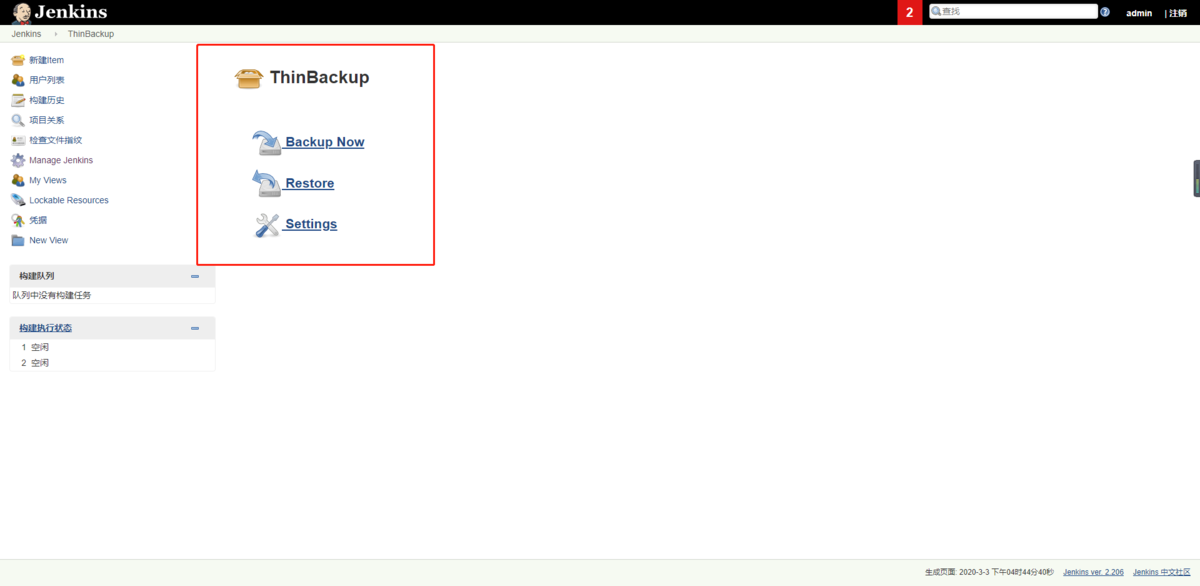 Jenkins
2
查找
admin
| 注销
Jenkins
ThinBackup
新建Item
用户列表
构建历史
项目关系
检查文件指纹
Manage Jenkins
My Views
Lockable Resources
凭据
New View
构建队列
队列中没有构建任务
构建执行状态
1 空闲
2 空闲
ThinBackup
Backup Now
Restore
Settings
生成页面: 2020-3-3 下午04时44分40秒 Jenkins ver. 2.206 Jenkins 中文社区